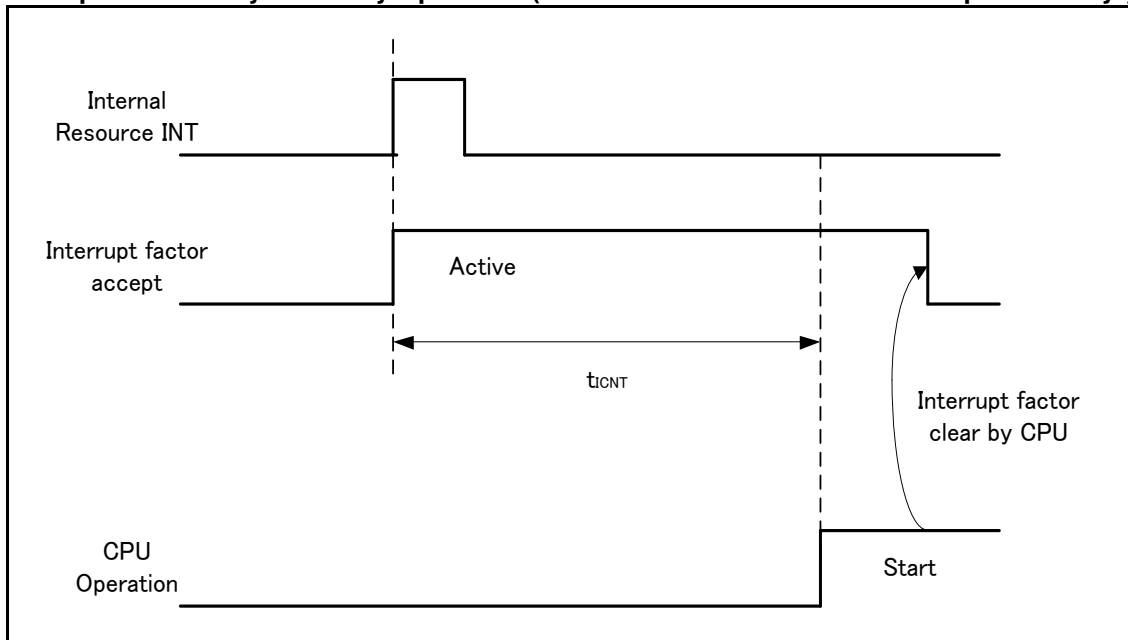 Internal
Resource INT
Interrupt factor
accept
Active
tICNT
Interrupt factor
clear by CPU
CPU
Operation
Start